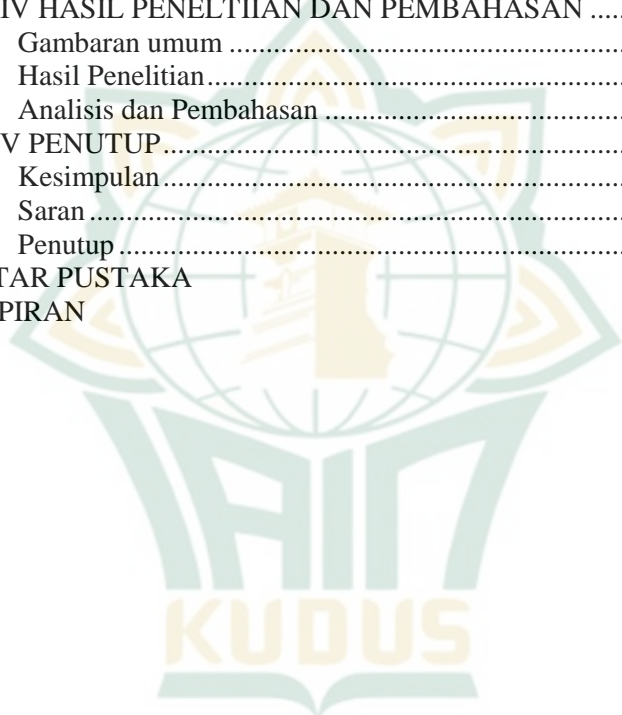 IV HASIL PENELTIIAN DAN PEMBAHASAN .....
Gambaran umum ..........................................................
Hasil Penelitian..............................................................
Analisis dan Pembahasan ..............................................
V PENUTUP....................................................................
Kesimpulan.....................................................................
Saran ...............................................................................
Penutup ...........................................................................
TAR PUSTAKA
PIRAN
IAIN
KUDUS